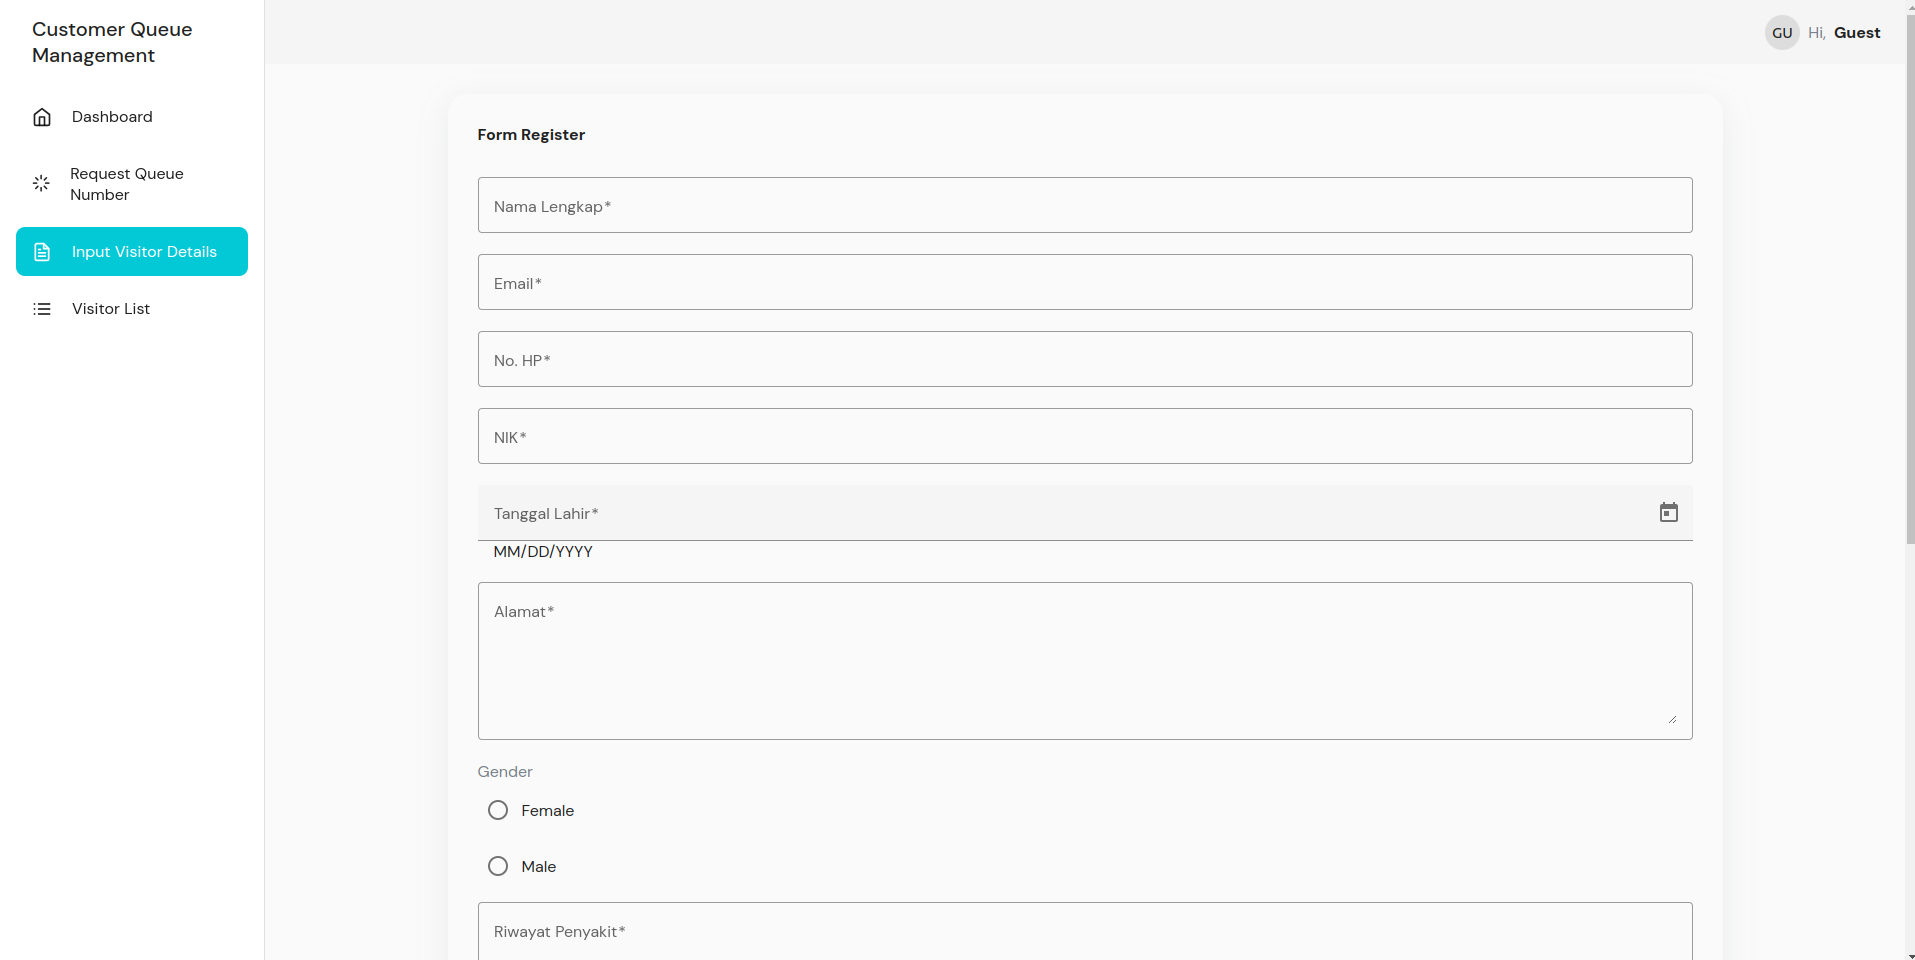 Customer Queue
Management
Dashboard
Request Queue
Number
Input Visitor Details
Visitor List
GU Hi, Guest
Form Register
Nama Lengkap*
Email*
No. HP*
NIK*
Tanggal Lahir*
MM/DD/YYYY
Alamat*
Gender
Female
Male
Riwayat Penyakit*